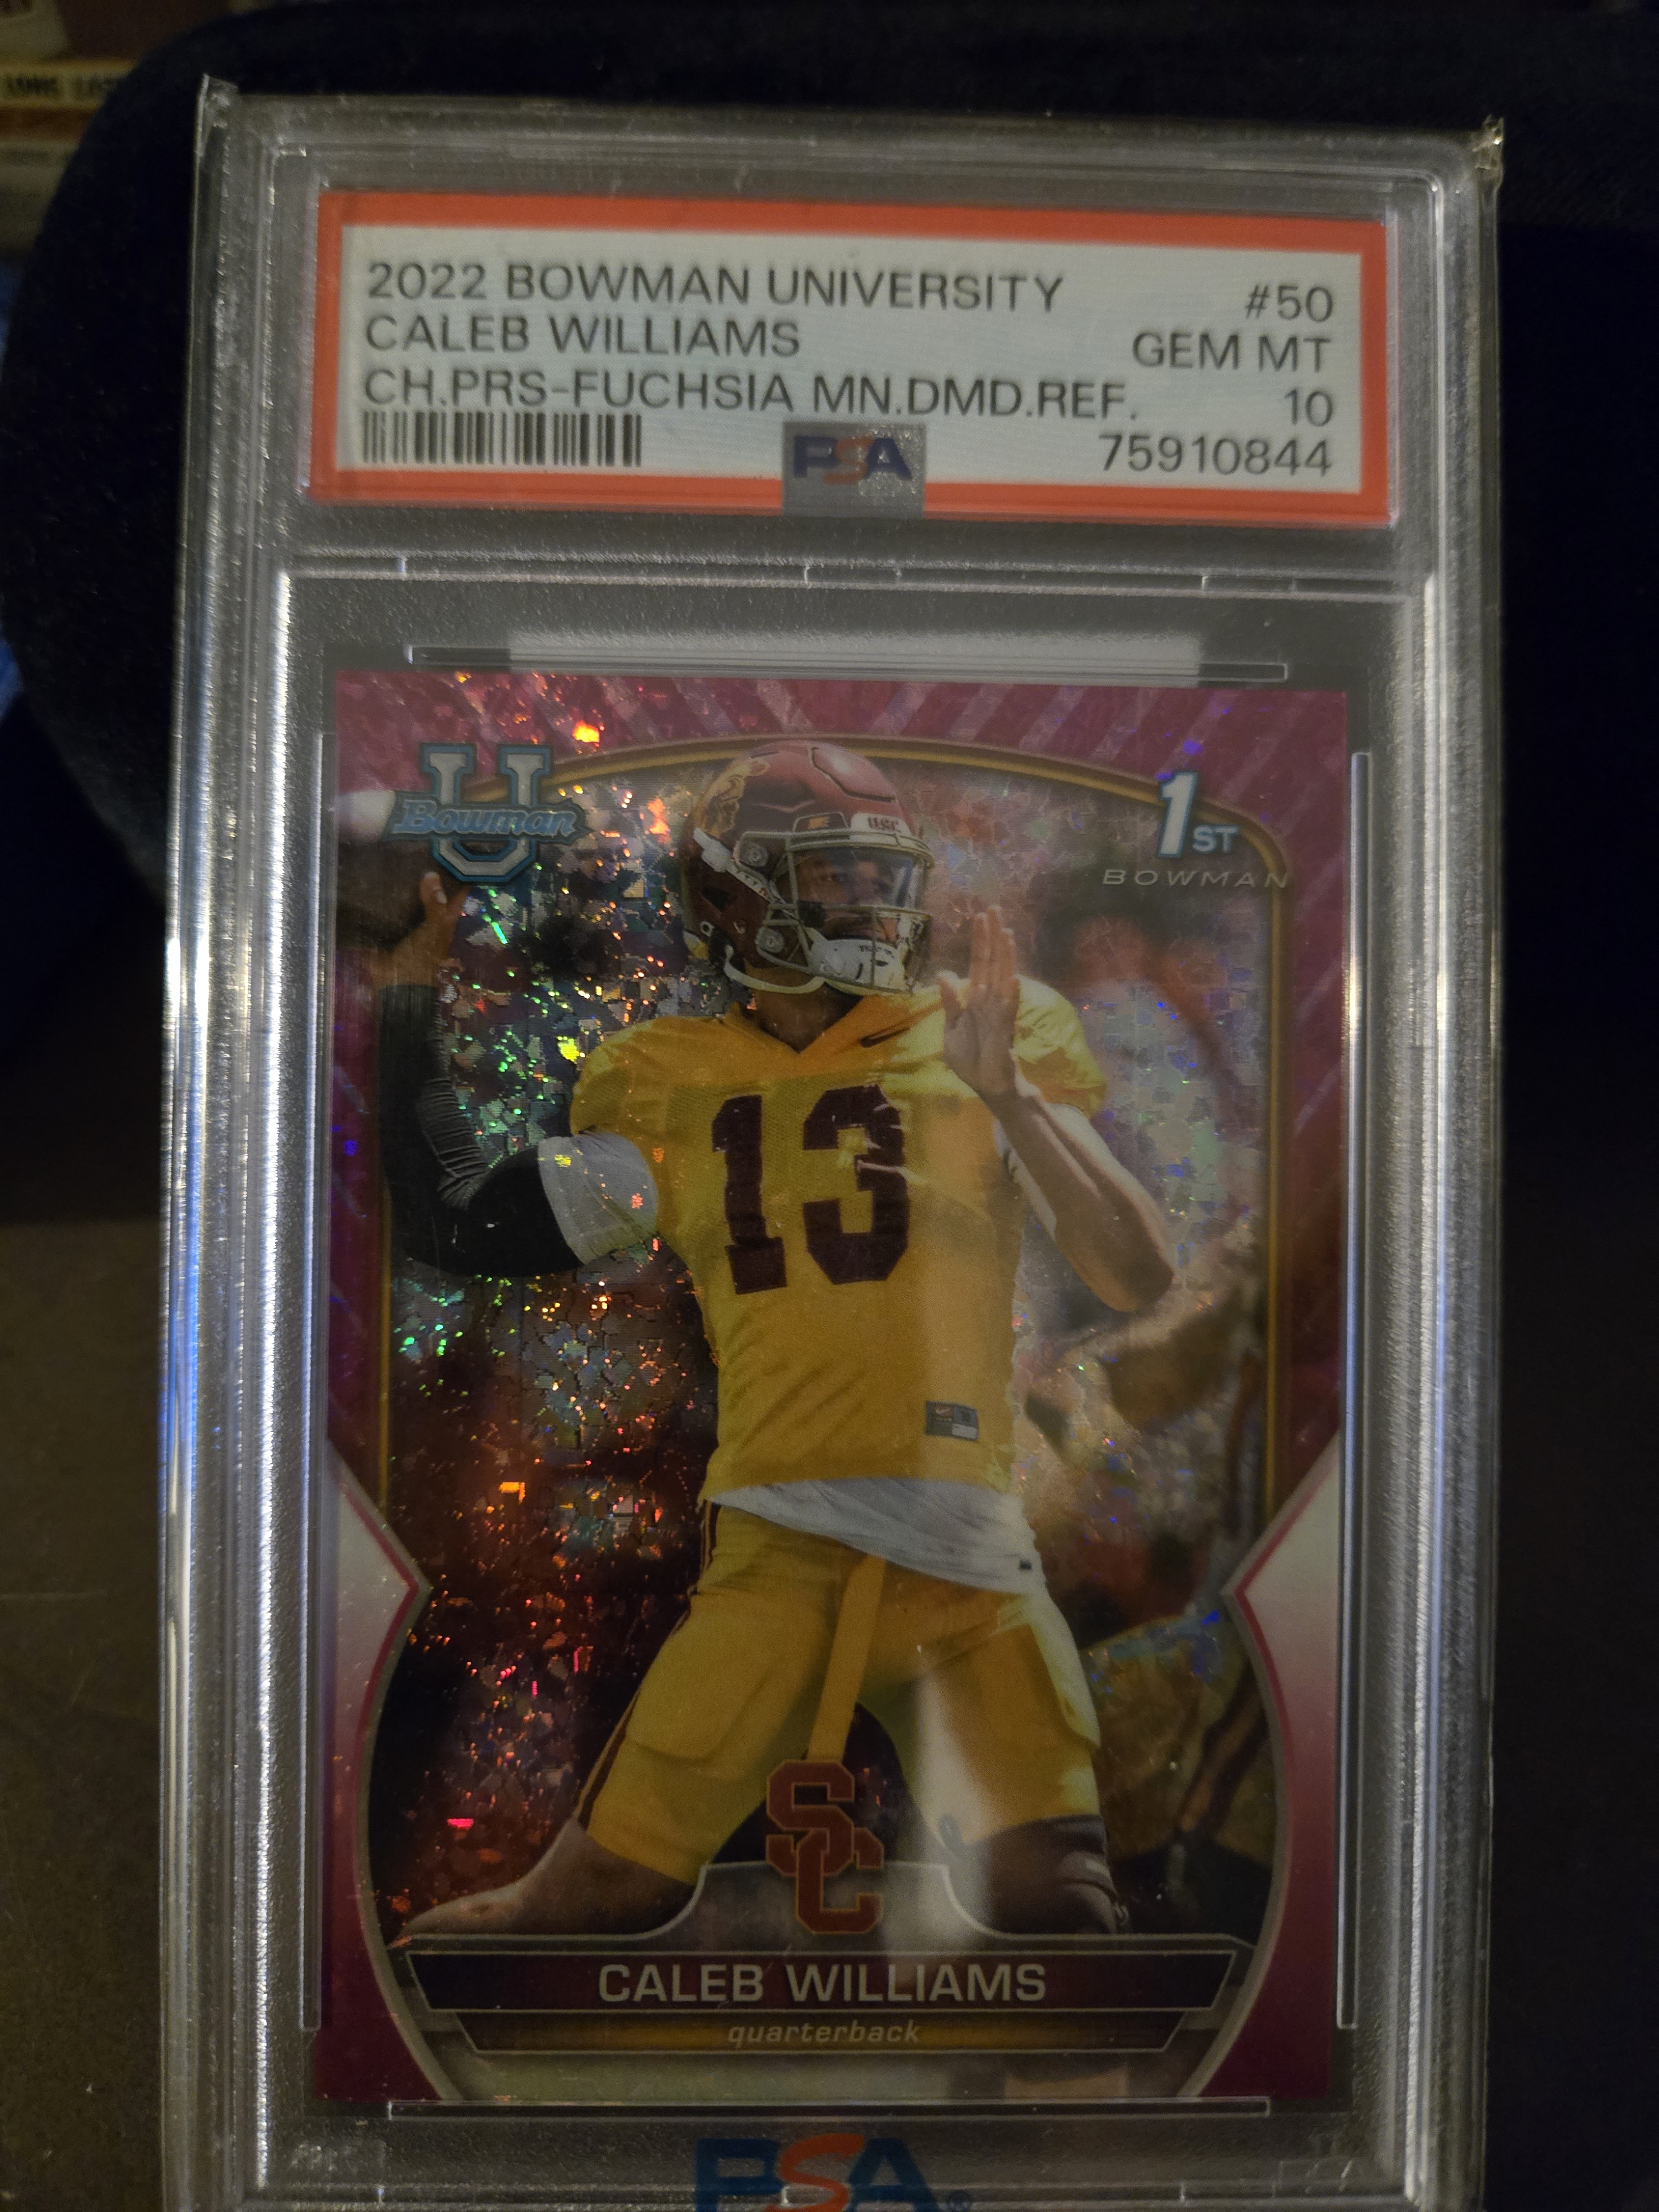 2022 BOWMAN UNIVERSITY #50
CALEB WILLIAMS GEM MT
CH.PRS-FUCHSIA MN.DMD.REF. 10
PSA 75910844
U
Bowman
1ST
BOWMAN
USC
13
SC
CALEB WILLIAMS
quarterback
PSA®